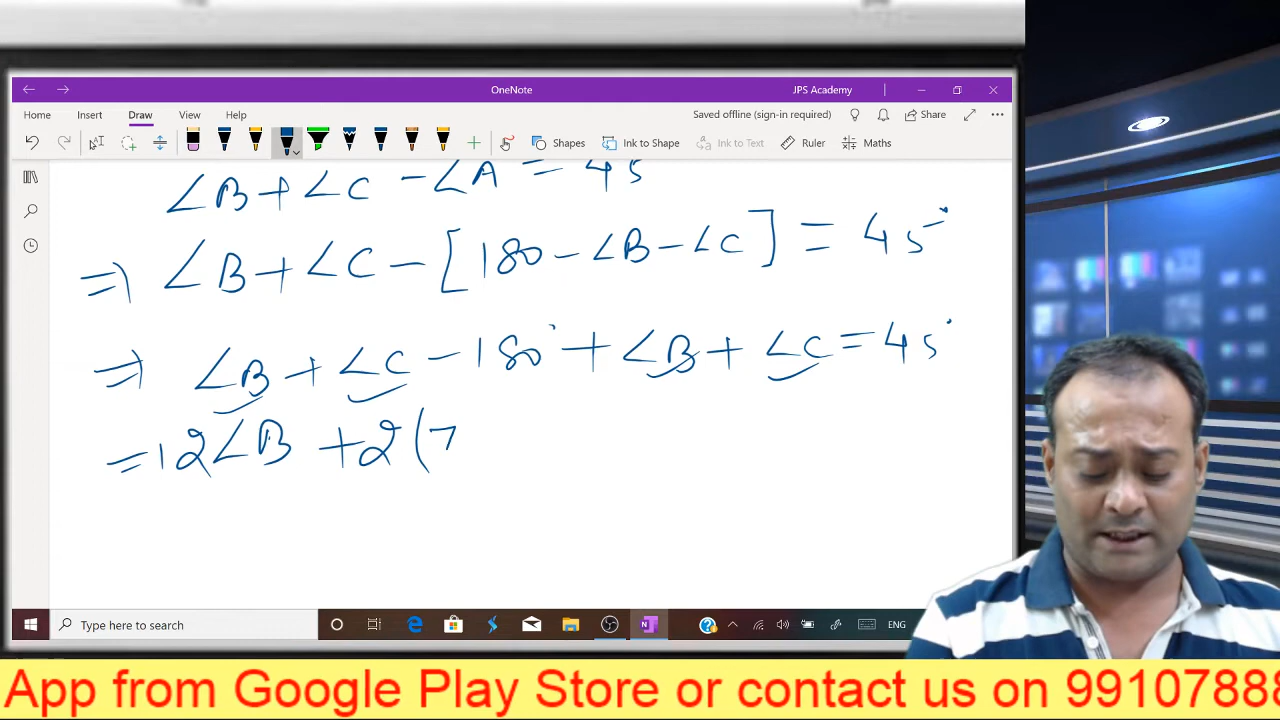 OneNote
JPS Academy
Home Insert Draw View Help
Saved offline (sign-in required)
Share
Shapes
Ink to Shape
Ink to Text
Ruler
Maths
∠B+∠C-∠A=45
⇒ ∠B+∠C-[180-∠B-∠C]=45°
⇒ ∠B+∠C-180°+∠B+∠C=45°
=12∠B+2(
Type here to search
ENG
App from Google Play Store or contact us on 9910788